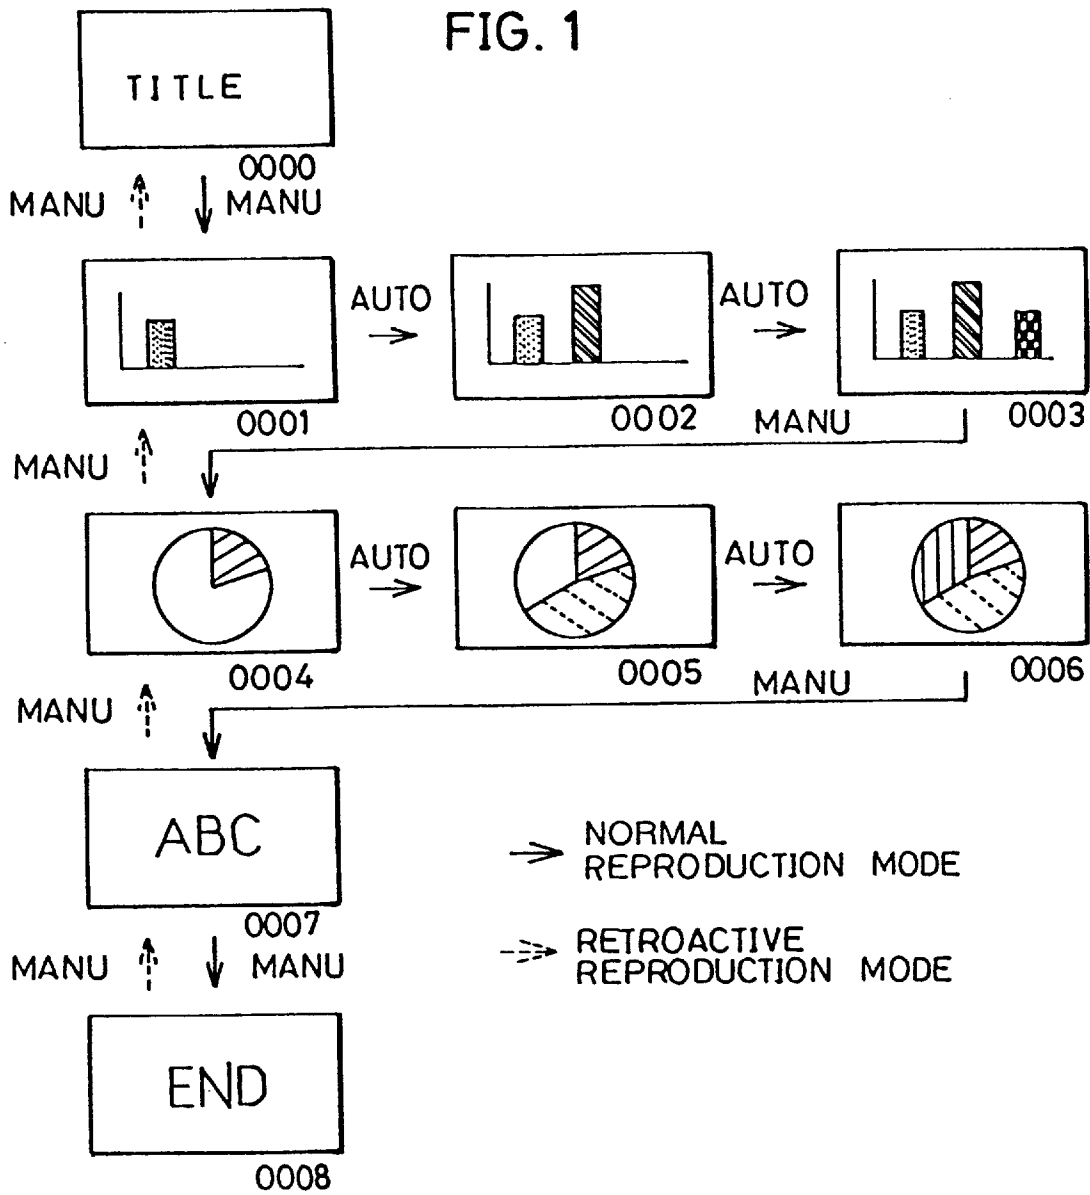 FIG. 1
TITLE
0000
MANU
MANU
AUTO
AUTO
0001
0002
MANU
0003
MANU
AUTO
AUTO
0004
0005
MANU
0006
MANU
ABC
NORMAL
REPRODUCTION MODE
0007
MANU
MANU
RETROACTIVE
REPRODUCTION MODE
END
0008